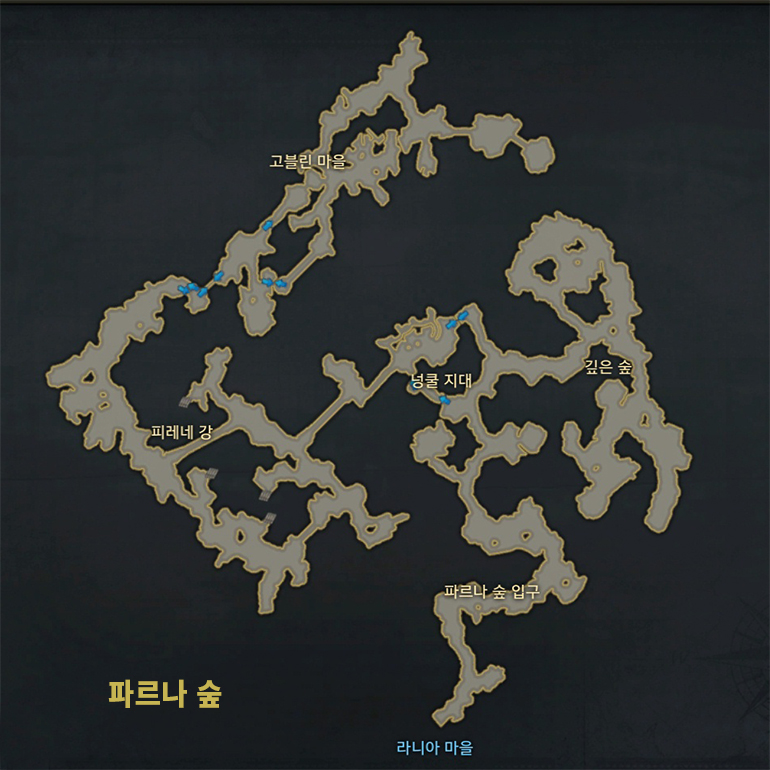 고블린 마을
깊은 숲
넝쿨 지대
피레네 강
파르나 숲 입구
파르나 숲
라니아 마을